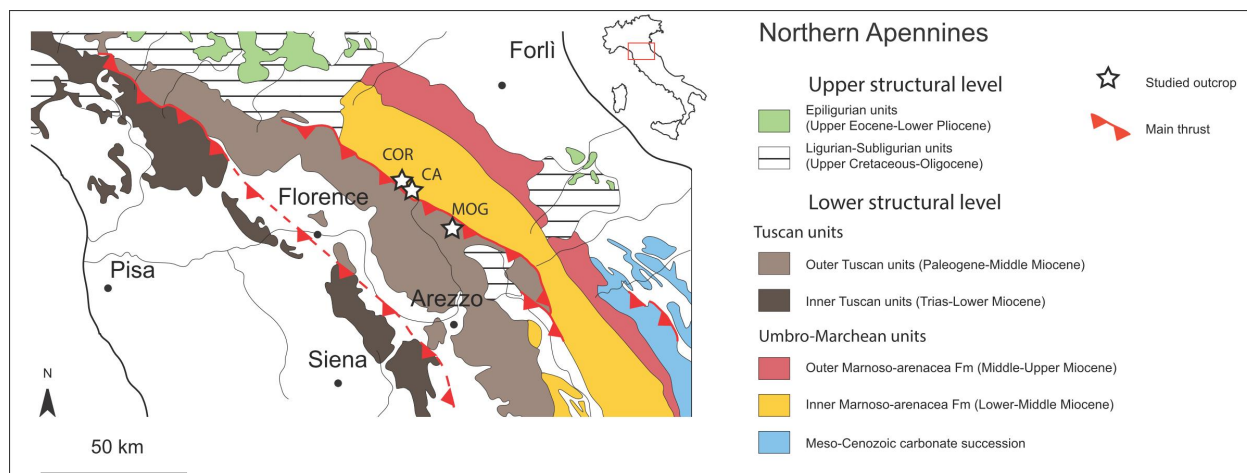 Forlì
COR
CA
Florence
MOG
Pisa
Arezzo
Siena
N
50 km
Northern Apennines
Upper structural level
Epiligurian units
(Upper Eocene-Lower Pliocene)
Ligurian-Subligurian units
(Upper Cretaceous-Oligocene)
Lower structural level
Tuscan units
Outer Tuscan units (Paleogene-Middle Miocene)
Inner Tuscan units (Trias-Lower Miocene)
Umbro-Marchean units
Outer Marnoso-arenacea Fm (Middle-Upper Miocene)
Inner Marnoso-arenacea Fm (Lower-Middle Miocene)
Meso-Cenozoic carbonate succession
Studied outcrop
Main thrust